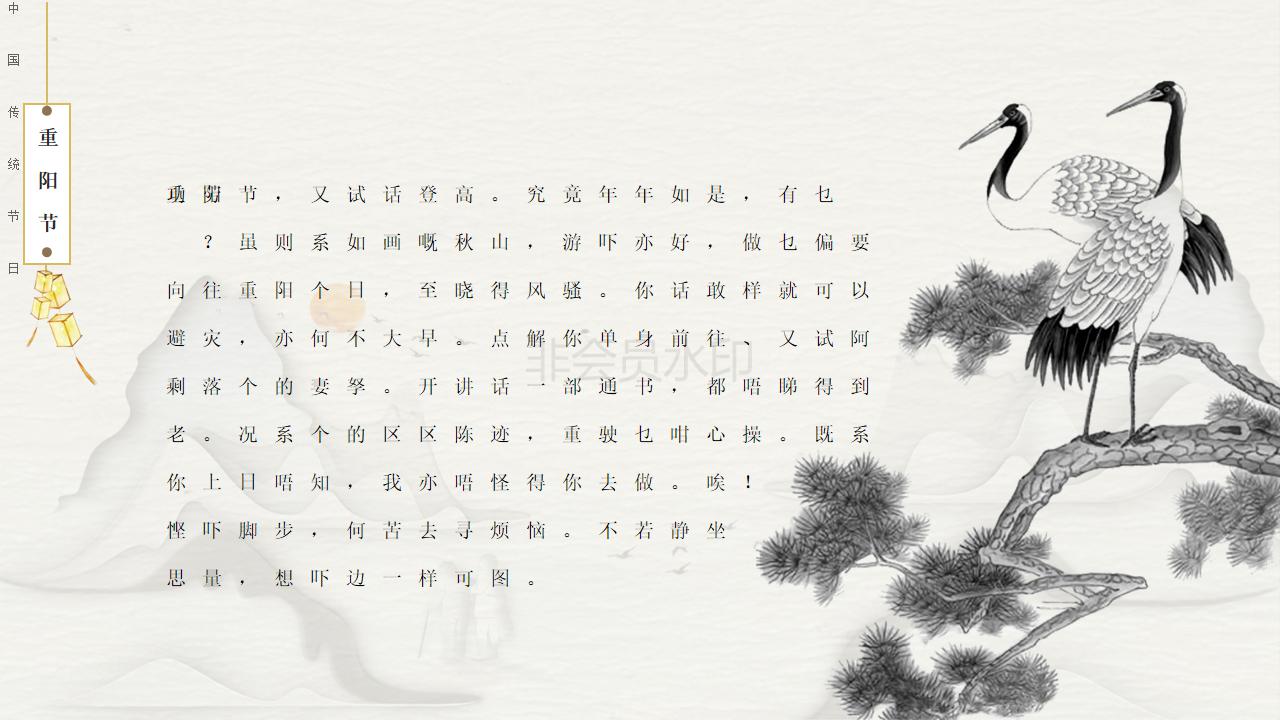 中国传统节日
重阳节
节，又试话登高。究竟年年如是，有乜
？虽则系如画嘅秋山，游吓亦好，做乜偏要
向往重阳个日，至晓得风骚。你话敢样就可以
避灾，亦何不大早。点解你单身前往、又试阿
剩落个的妻孥。开讲话一部通书，都唔睇得到
老。况系个的区区陈迹，重驶乜咁心操。既系
你上日唔知，我亦唔怪得你去做。唉！
悭吓脚步，何苦去寻烦恼。不若静坐
思量，想吓边一样可图。
非会员水印